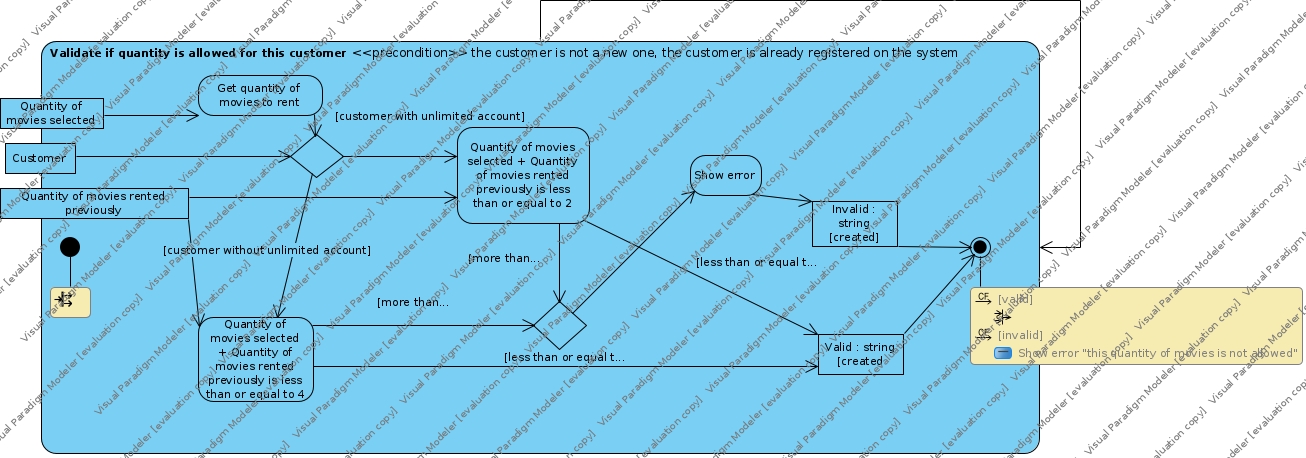 Validate if quantity is allowed for this customer <<precondition>> the customer is not a new one, the customer is already registered on the system
Get quantity of
movies to rent
Quantity of
movies selected
[customer with unlimited account]
Customer
Quantity of movies
selected + Quantity
of movies rented
previously is less
than or equal to 2
Show error
Quantity of movies rented
previously
Invalid :
string
[created]
[customer without unlimited account]
[more than...
[less than or equal t...
[more than...
[valid]
[invalid]
Show error "this quantity of movies is not allowed"
Quantity of
movies selected
+ Quantity of
movies rented
previously is less
than or equal to 4
[less than or equal t...
Valid : string
[created
CF
CF
Visual Paradigm Modeler [evaluation copy]